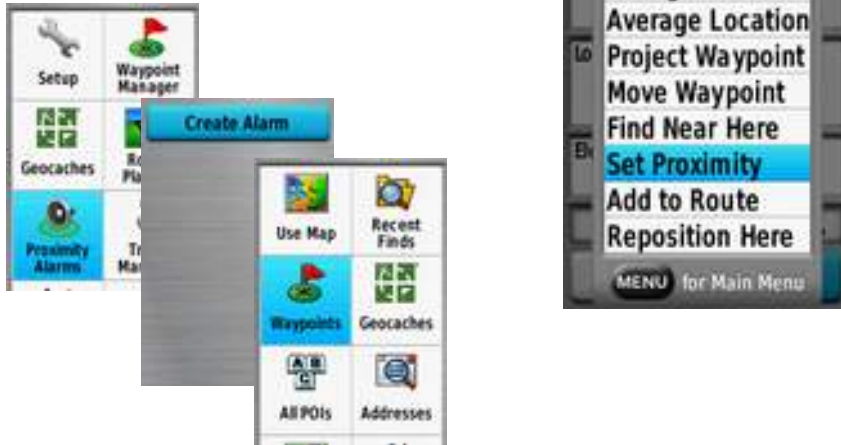 Setup
Waypoint
Manager
Geocaches
Proximity
Alarms
Create Alarm
Use Map
Recent
Finds
Waypoints
Geocaches
All POIs
Addresses
Average Location
Project Waypoint
Move Waypoint
Find Near Here
Set Proximity
Add to Route
Reposition Here
MENU for Main Menu